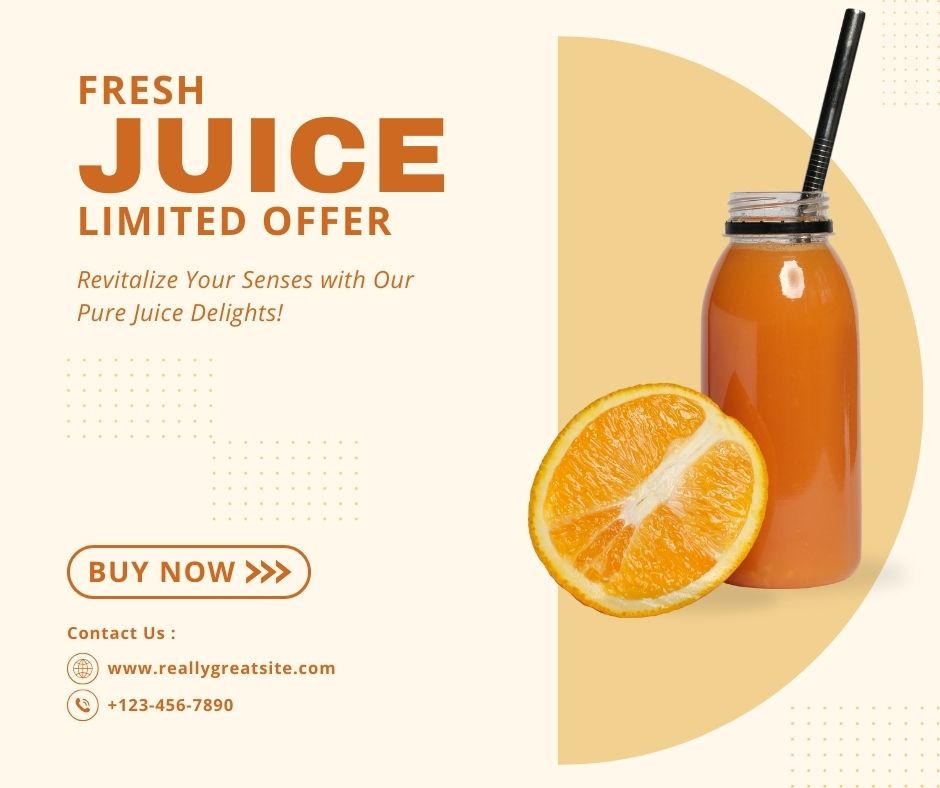 FRESH
JUICE
LIMITED OFFER
Revitalize Your Senses with Our
Pure Juice Delights!
BUY NOW
Contact Us :
www.reallygreatsite.com
+123-456-7890